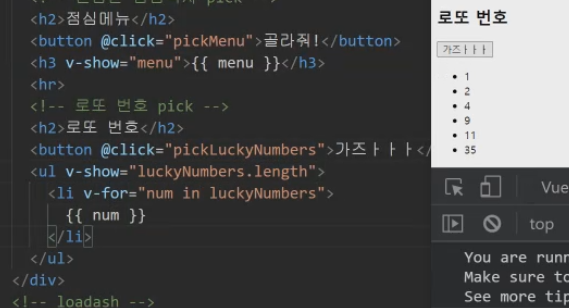 <h2>점심메뉴</h2>
<button @click="pickMenu">골라줘!</button>
<h3 v-show="menu">{{ menu }}</h3>
<hr>
<!-- 로또 번호 pick -->
<h2>로또 번호</h2>
<button @click="pickLuckyNumbers">가즈ㅏㅏㅏ</
<ul v-show="luckyNumbers.length">
<li v-for="num in luckyNumbers">
{{ num }}
</li>
</ul>
</div>
<!-- loadash -->
로또 번호
가즈ㅏㅏㅏ
1
2
4
9
11
35
Vue
top
You are runn
Make sure to
See more tip